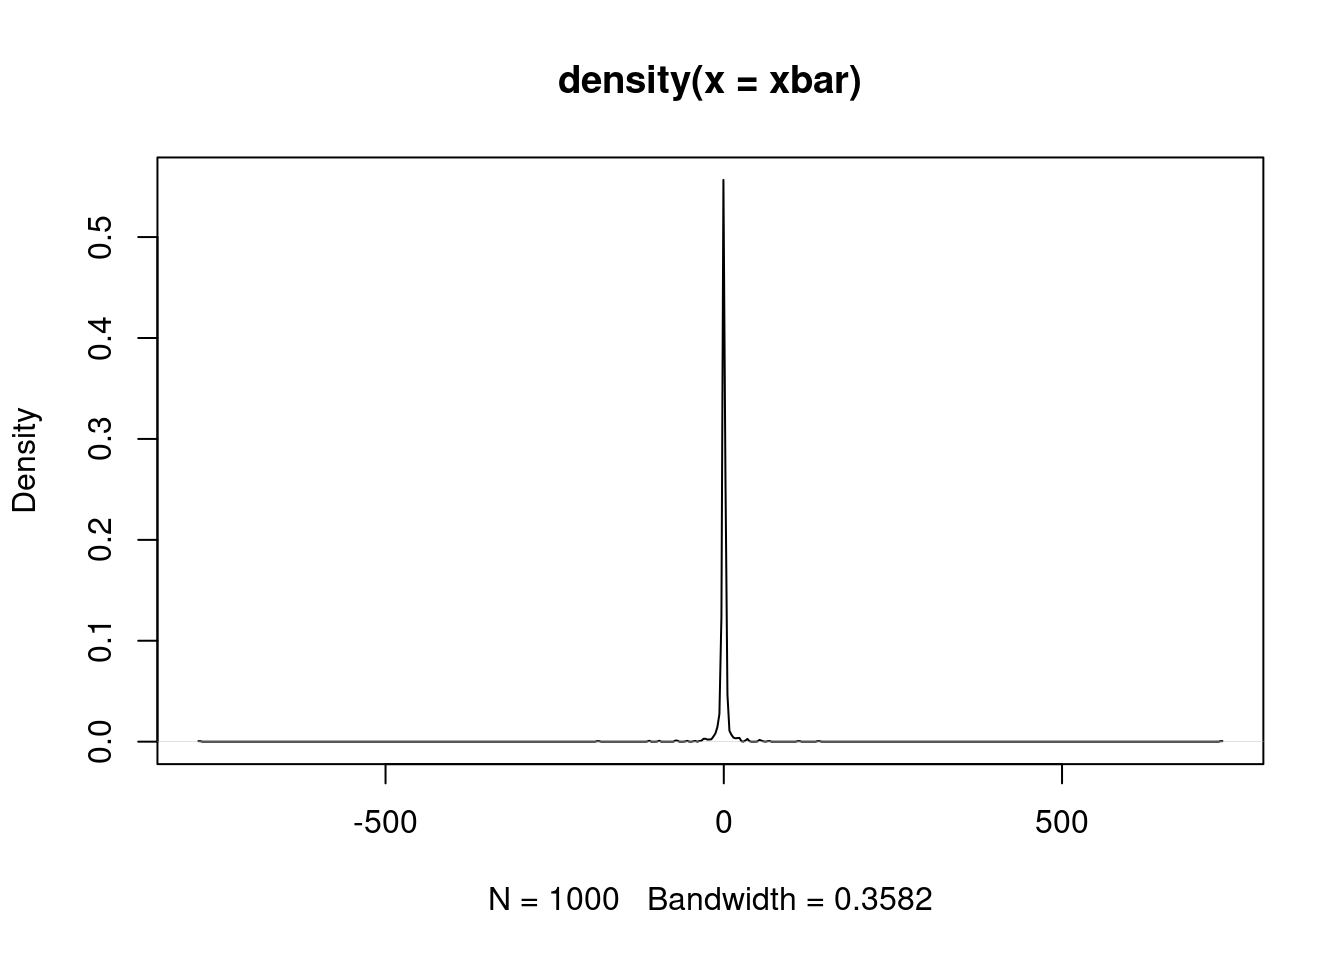 density(x = xbar)
Density
0.5
0.4
0.3
0.2
0.1
0.0
-500 0 500
N = 1000 Bandwidth = 0.3582